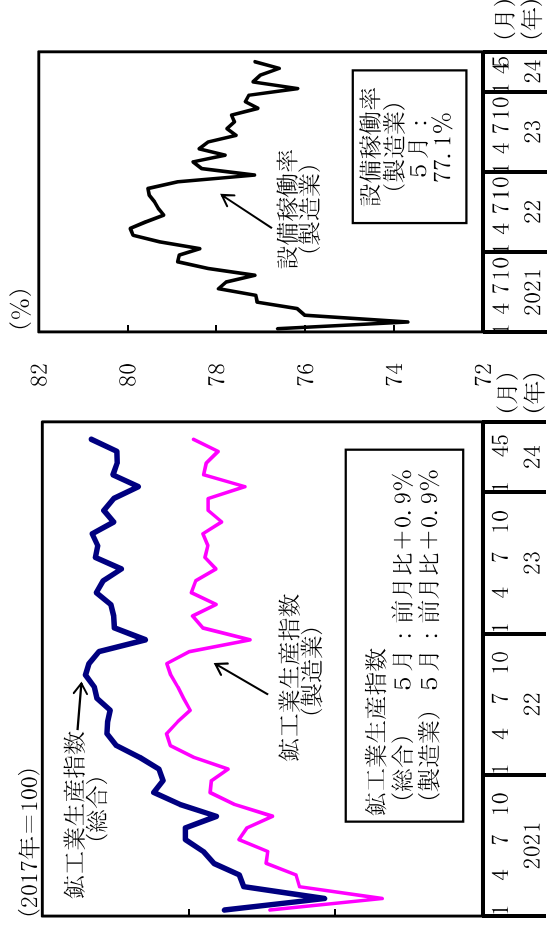 (2017年＝100)
鉱工業生産指数
(総合)
鉱工業生産指数
(製造業)
鉱工業生産指数
(総合)　5月：前月比＋0.9%
(製造業)　5月：前月比＋0.9%
1 4 7 10 1 4 7 10 1 4 7 10 1 4 5 (月)
2021 22 23 24 (年)
(%)
82
80
78
76
74
72
設備稼働率
(製造業)
設備稼働率
(製造業)
5月：
77.1%
1 4 7 10 1 4 7 10 1 4 7 10 1 4 5 (月)
2021 22 23 24 (年)